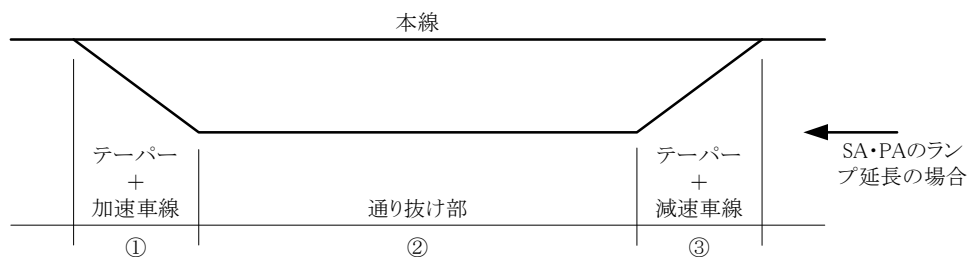 本線
テーパー
+
加速車線
①
通り抜け部
②
テーパー
+
減速車線
③
SA・PAのラン
プ延長の場合